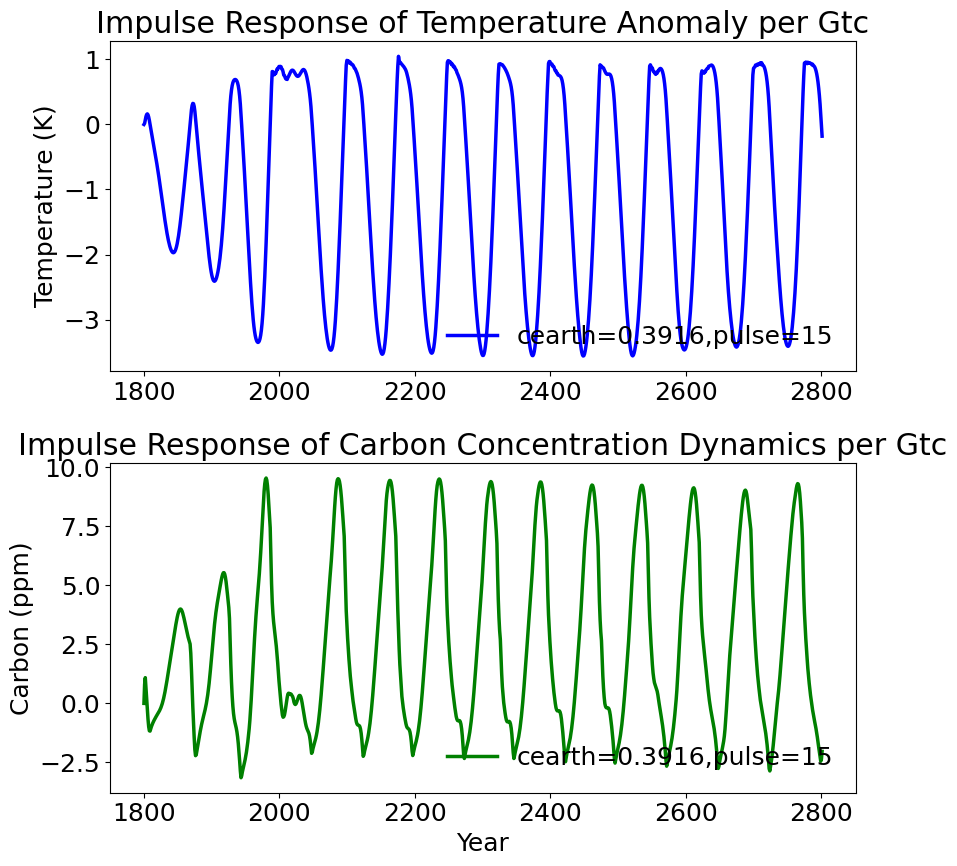 Impulse Response of Temperature Anomaly per Gtc
Temperature (K)
1
0
−1
−2
−3
cearth=0.3916,pulse=15
1800 2000 2200 2400 2600 2800
Impulse Response of Carbon Concentration Dynamics per Gtc
Carbon (ppm)
10.0
7.5
5.0
2.5
0.0
−2.5
cearth=0.3916,pulse=15
1800 2000 2200 2400 2600 2800
Year